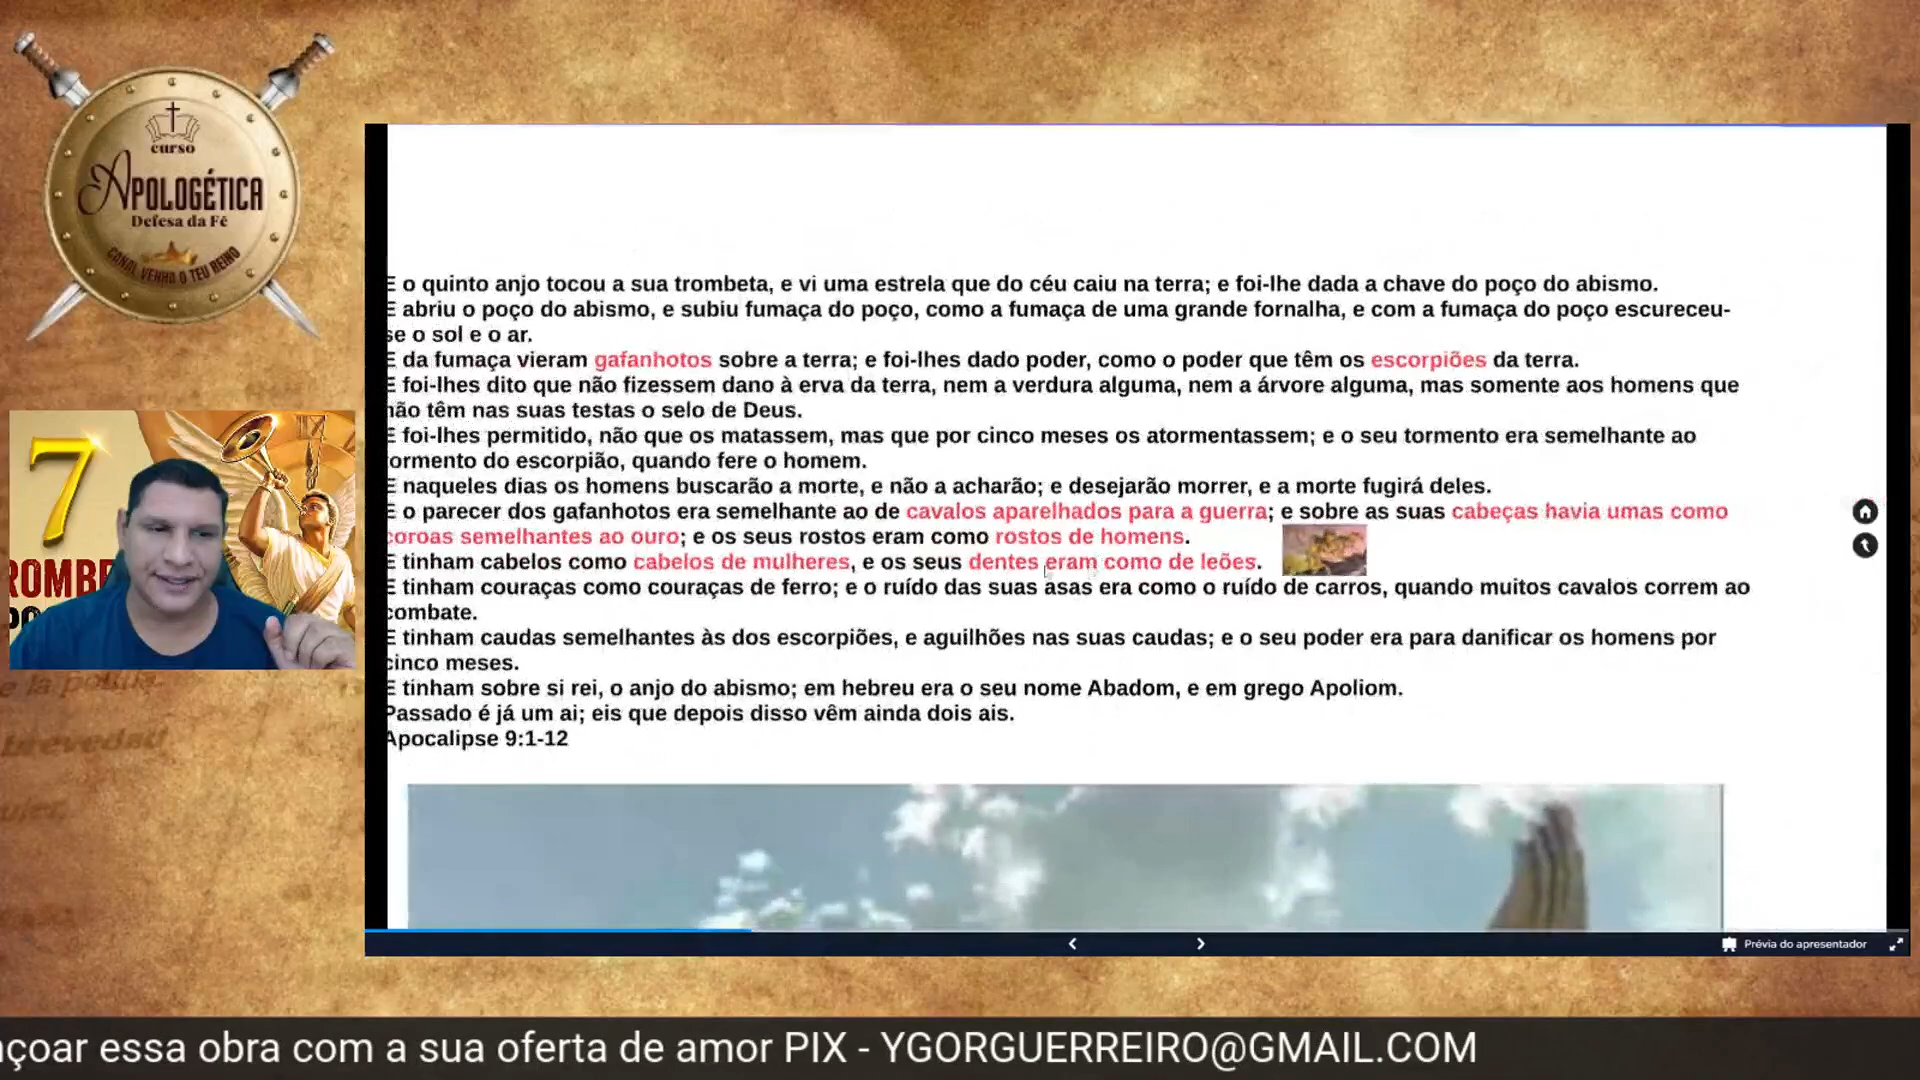 curso
APOLOGÉTICA
Defesa da Fé
CANAL VENHA O TEU REINO
7
E o quinto anjo tocou a sua trombeta, e vi uma estrela que do céu caiu na terra; e foi-lhe dada a chave do poço do abismo.
E abriu o poço do abismo, e subiu fumaça do poço, como a fumaça de uma grande fornalha, e com a fumaça do poço escureceu-
se o sol e o ar.
E da fumaça vieram gafanhotos sobre a terra; e foi-lhes dado poder, como o poder que têm os escorpiões da terra.
E foi-lhes dito que não fizessem dano à erva da terra, nem a verdura alguma, nem a árvore alguma, mas somente aos homens que
não têm nas suas testas o selo de Deus.
E foi-lhes permitido, não que os matassem, mas que por cinco meses os atormentassem; e o seu tormento era semelhante ao
tormento do escorpião, quando fere o homem.
E naqueles dias os homens buscarão a morte, e não a acharão; e desejarão morrer, e a morte fugirá deles.
E o parecer dos gafanhotos era semelhante ao de cavalos aparelhados para a guerra; e sobre as suas cabeças havia umas como
coroas semelhantes ao ouro; e os seus rostos eram como rostos de homens.
E tinham cabelos como cabelos de mulheres, e os seus dentes eram como de leões.
E tinham couraças como couraças de ferro; e o ruído das suas asas era como o ruído de carros, quando muitos cavalos correm ao
combate.
E tinham caudas semelhantes às dos escorpiões, e aguilhões nas suas caudas; e o seu poder era para danificar os homens por
cinco meses.
E tinham sobre si rei, o anjo do abismo; em hebreu era o seu nome Abadom, e em grego Apoliom.
Passado é já um ai; eis que depois disso vêm ainda dois ais.
Apocalipse 9:1-12
ROMBE
PO
brevedad
Prévia do apresentador
nçoar essa obra com a sua oferta de amor PIX - YGORGUERREIRO@GMAIL.COM